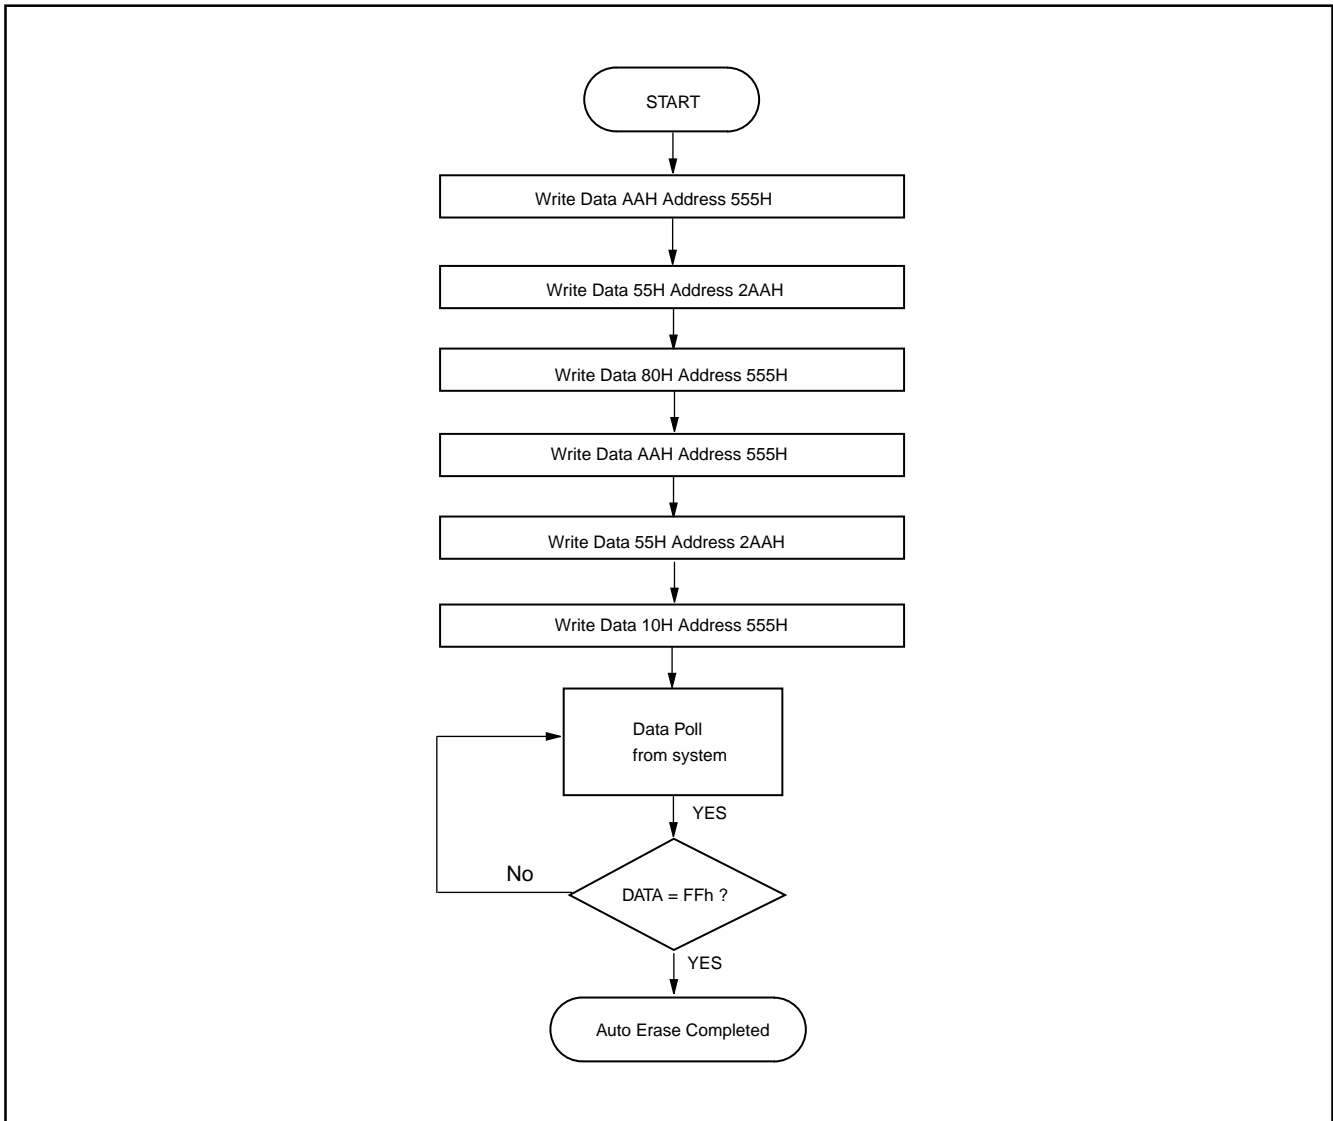 START
Write Data AAH Address 555H
Write Data 55H Address 2AAH
Write Data 80H Address 555H
Write Data AAH Address 555H
Write Data 55H Address 2AAH
Write Data 10H Address 555H
Data Poll
from system
YES
No
DATA = FFh ?
YES
Auto Erase Completed